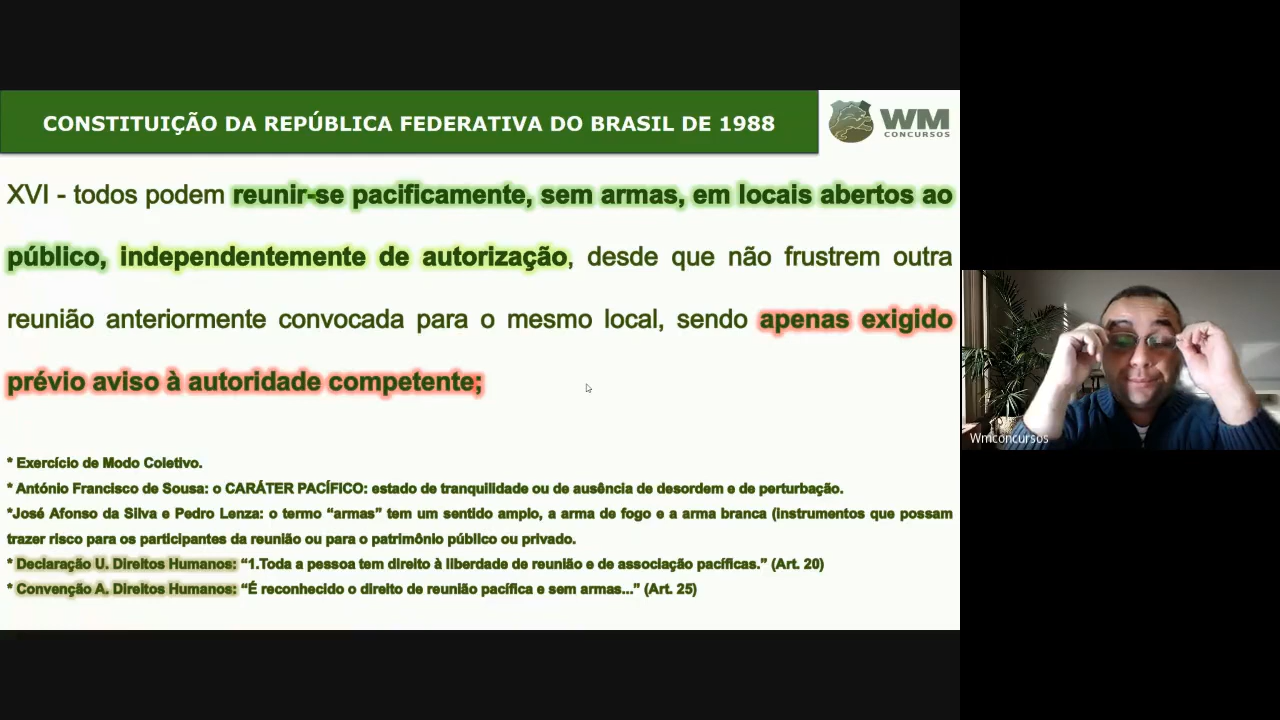 CONSTITUIÇÃO DA REPÚBLICA FEDERATIVA DO BRASIL DE 1988
WM
CONCURSOS
XVI - todos podem reunir-se pacificamente, sem armas, em locais abertos ao
público, independentemente de autorização, desde que não frustrem outra
reunião anteriormente convocada para o mesmo local, sendo apenas exigido
prévio aviso à autoridade competente;
* Exercício de Modo Coletivo.
* António Francisco de Sousa: o CARÁTER PACÍFICO: estado de tranquilidade ou de ausência de desordem e de perturbação.
*José Afonso da Silva e Pedro Lenza: o termo “armas” tem um sentido amplo, a arma de fogo e a arma branca (instrumentos que possam
trazer risco para os participantes da reunião ou para o patrimônio público ou privado.
* Declaração U. Direitos Humanos: “1.Toda a pessoa tem direito à liberdade de reunião e de associação pacíficas.” (Art. 20)
* Convenção A. Direitos Humanos: “É reconhecido o direito de reunião pacífica e sem armas...” (Art. 25)
Wmconcursos